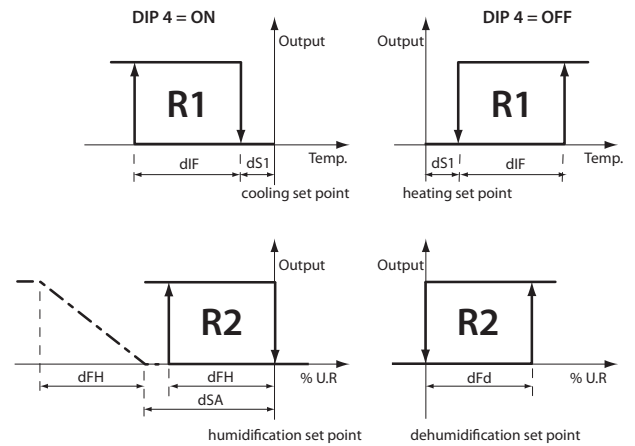 DIP 4 = ON
DIP 4 = OFF
Output
Output
R1
R1
dIF
dS1
Temp.
dS1
dIF
Temp.
cooling set point
heating set point
Output
Output
R2
R2
dFH
dFH
% U.R
dFd
% U.R
dSA
humidification set point
dehumidification set point